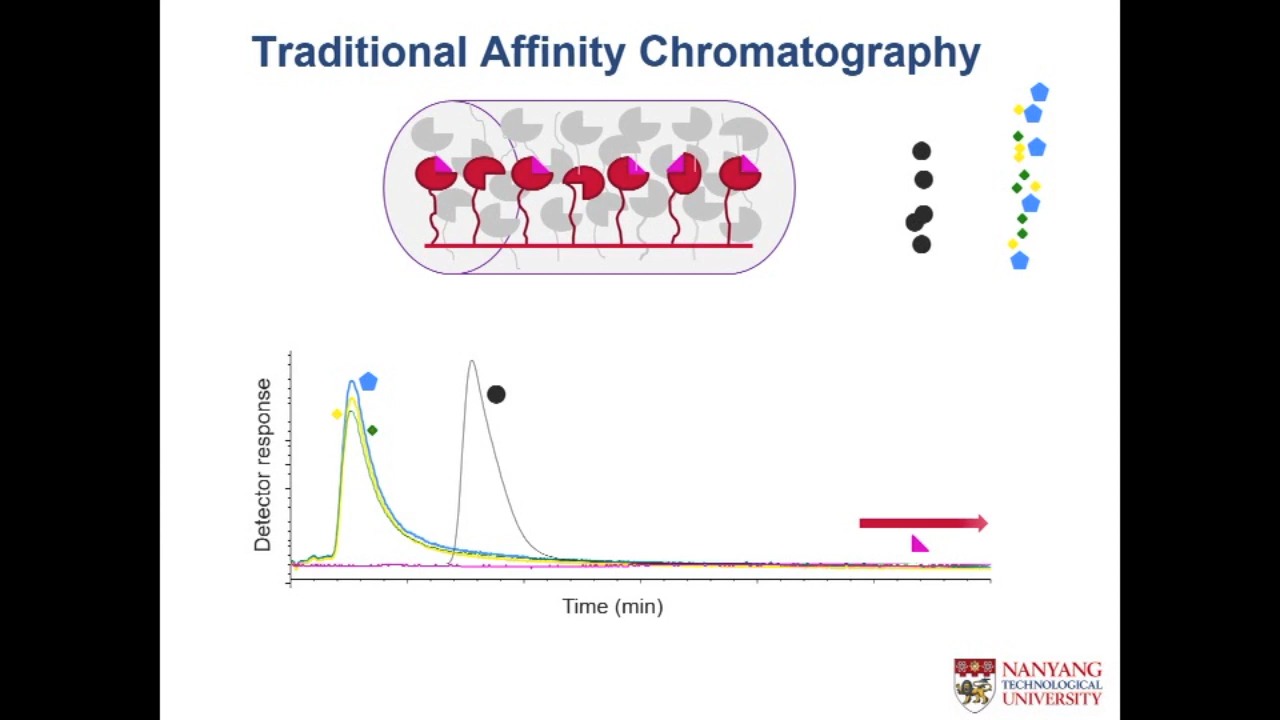 Traditional Affinity Chromatography
Detector response
Time (min)
NANYANG
TECHNOLOGICAL
UNIVERSITY